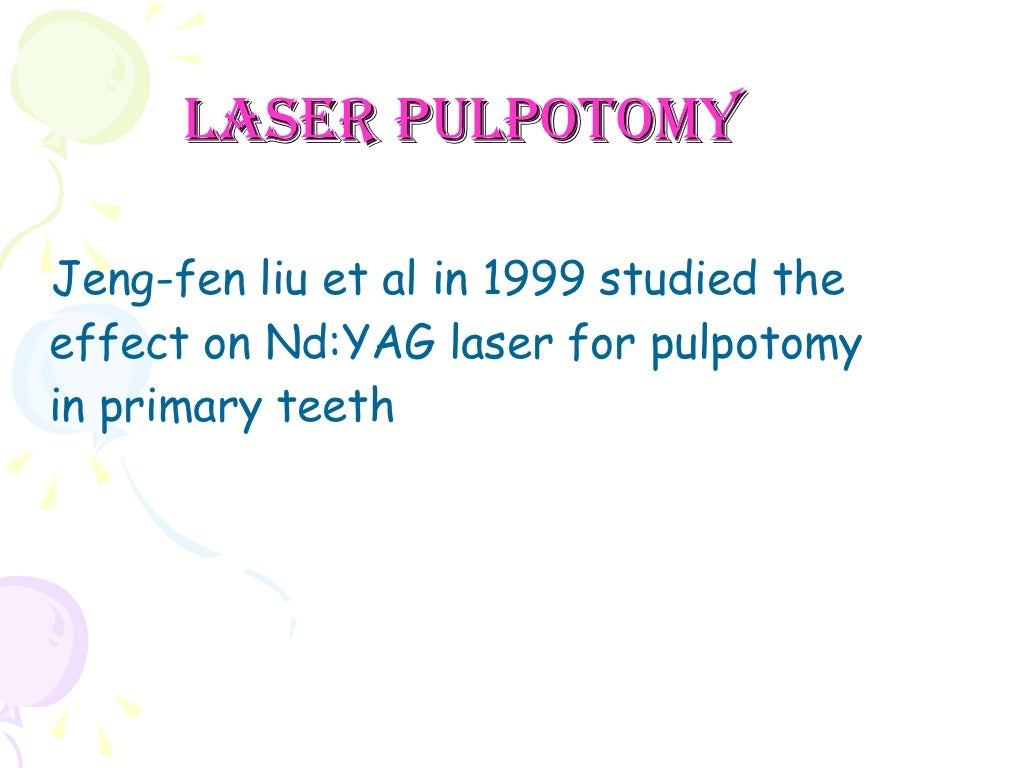 LASER PULPOTOMY
Jeng-fen liu et al in 1999 studied the
effect on Nd:YAG laser for pulpotomy
in primary teeth